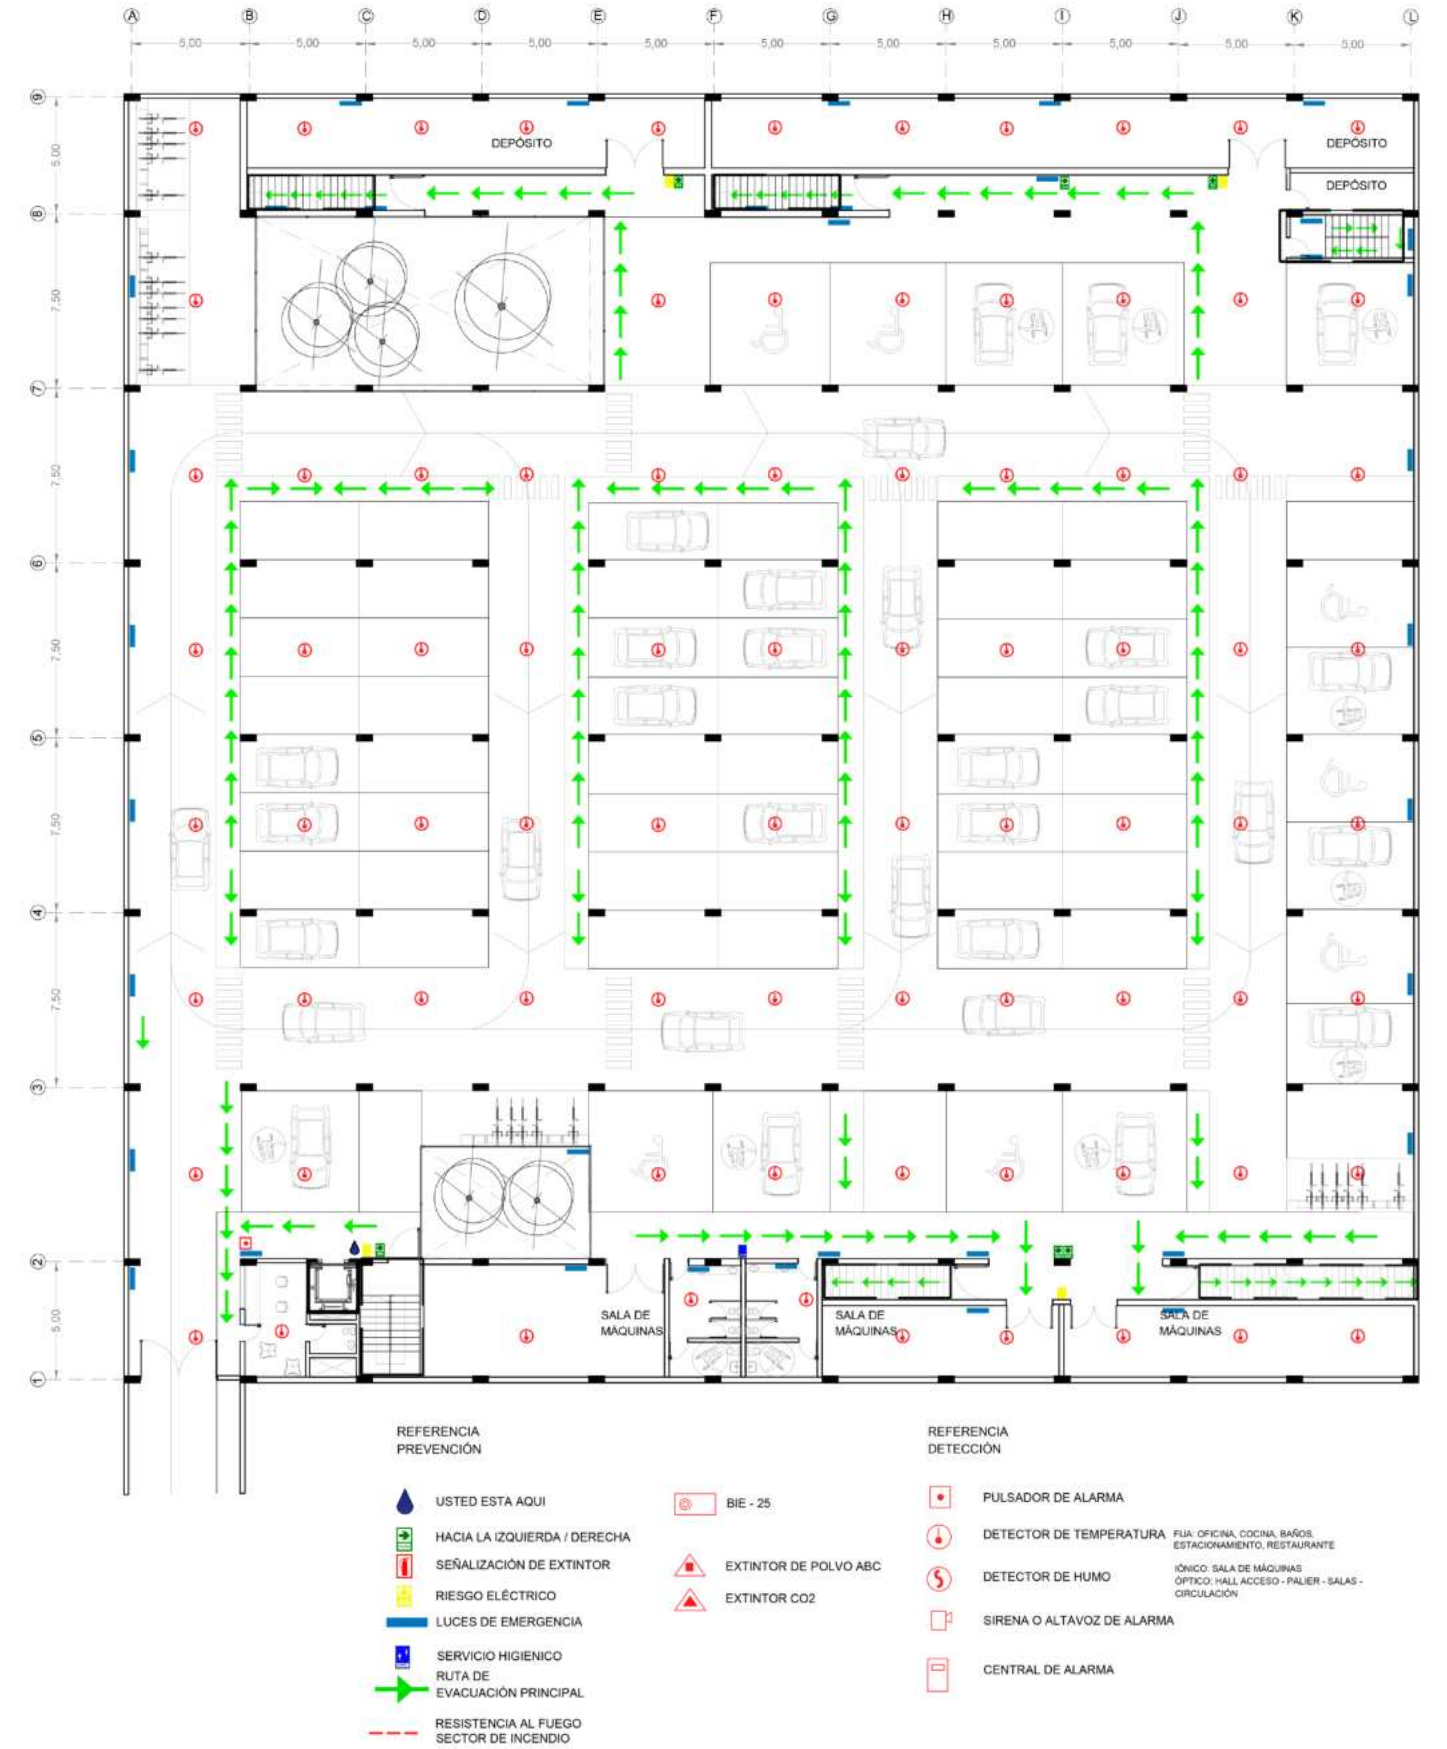 A B C D E F G H I J K L
5,00 5,00 5,00 5,00 5,00 5,00 5,00 5,00 5,00 5,00 5,00
9
5,00
DEPÓSITO
DEPÓSITO
DEPÓSITO
8
7,50
7
7,50
6
7,50
5
7,50
4
7,50
3
2
5,00
SALA DE
MÁQUINAS
SALA DE
MÁQUINAS
SALA DE
MÁQUINAS
1
REFERENCIA
PREVENCIÓN
USTED ESTA AQUI
HACIA LA IZQUIERDA / DERECHA
SEÑALIZACIÓN DE EXTINTOR
RIESGO ELÉCTRICO
LUCES DE EMERGENCIA
SERVICIO HIGIENICO
RUTA DE
EVACUACIÓN PRINCIPAL
RESISTENCIA AL FUEGO
SECTOR DE INCENDIO
BIE - 25
EXTINTOR DE POLVO ABC
EXTINTOR CO2
REFERENCIA
DETECCIÓN
PULSADOR DE ALARMA
DETECTOR DE TEMPERATURA
FIJA: OFICINA, COCINA, BAÑOS,
ESTACIONAMIENTO, RESTAURANTE
DETECTOR DE HUMO
IÓNICO: SALA DE MÁQUINAS
ÓPTICO: HALL ACCESO - PALIER - SALAS -
CIRCULACIÓN
SIRENA O ALTAVOZ DE ALARMA
CENTRAL DE ALARMA